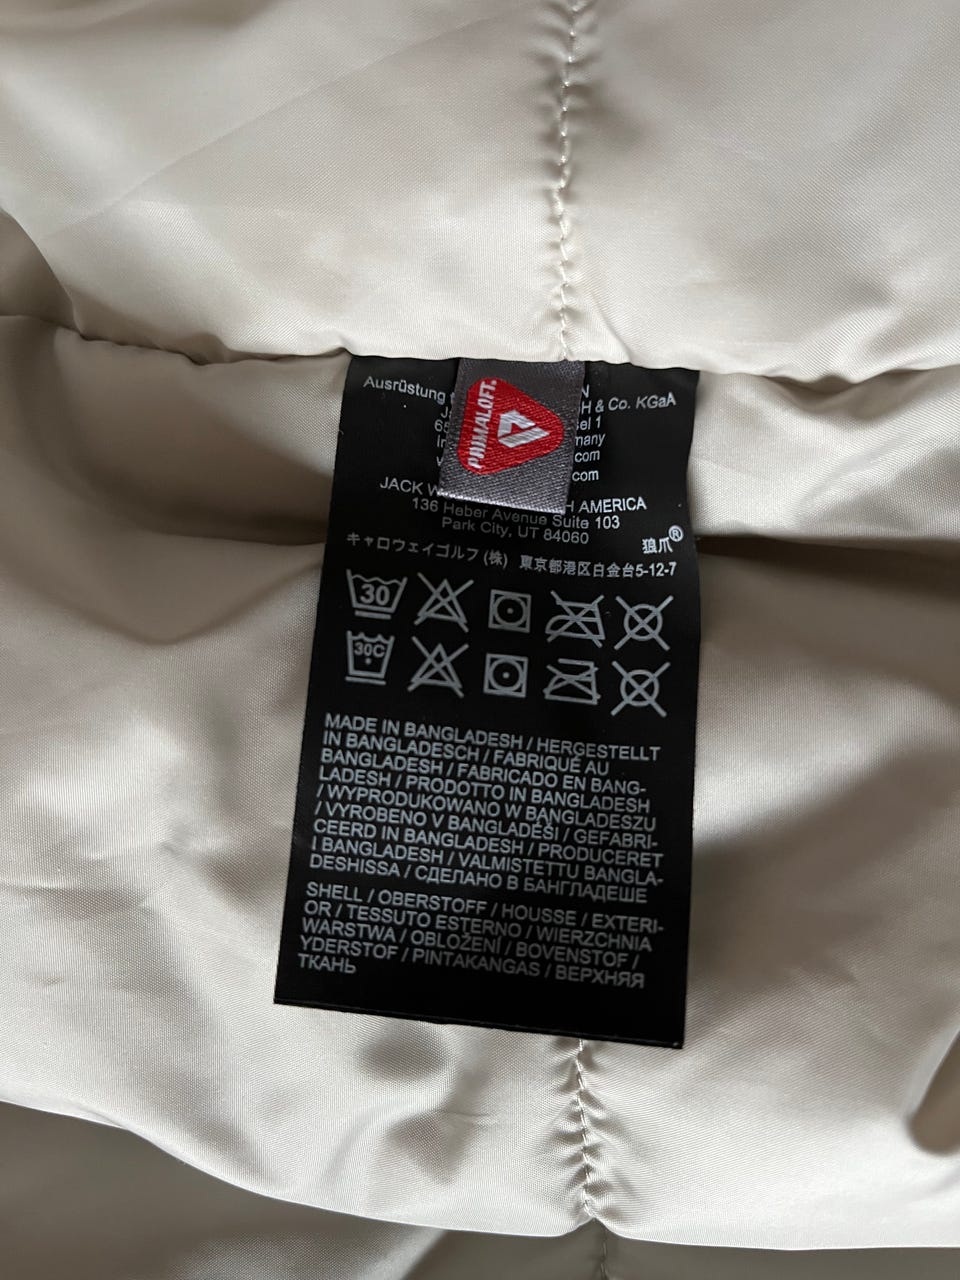 PRIMALOFT.
Ausrüstung
& Co. KGaA
sel 1
many
com
com
JACK AMERICA
136 Heber Avenue Suite 103
Park City, UT 84060
狼爪®
キャロウェイゴルフ (株) 東京都港区白金台5-12-7
30
30C
MADE IN BANGLADESH / HERGESTELLT
IN BANGLADESCH / FABRIQUÉ AU
BANGLADESH / FABRICADO EN BANG-
LADESH / PRODOTTO IN BANGLADESH
/ WYPRODUKOWANO W BANGLADESZU
/ VYROBENO V BANGLADÉŠI / GEFABRI-
CEERD IN BANGLADESH / PRODUCERET
I BANGLADESH / VALMISTETTU BANGLA-
DESHISSA / СДЕЛАНО В БАНГЛАДЕШЕ
SHELL / OBERSTOFF / HOUSSE / EXTERI-
OR / TESSUTO ESTERNO / WIERZCHNIA
WARSTWA / OBLOŽENÍ / BOVENSTOF /
YDERSTOF / PINTAKANGAS / ВЕРХНЯЯ
ТКАНЬ